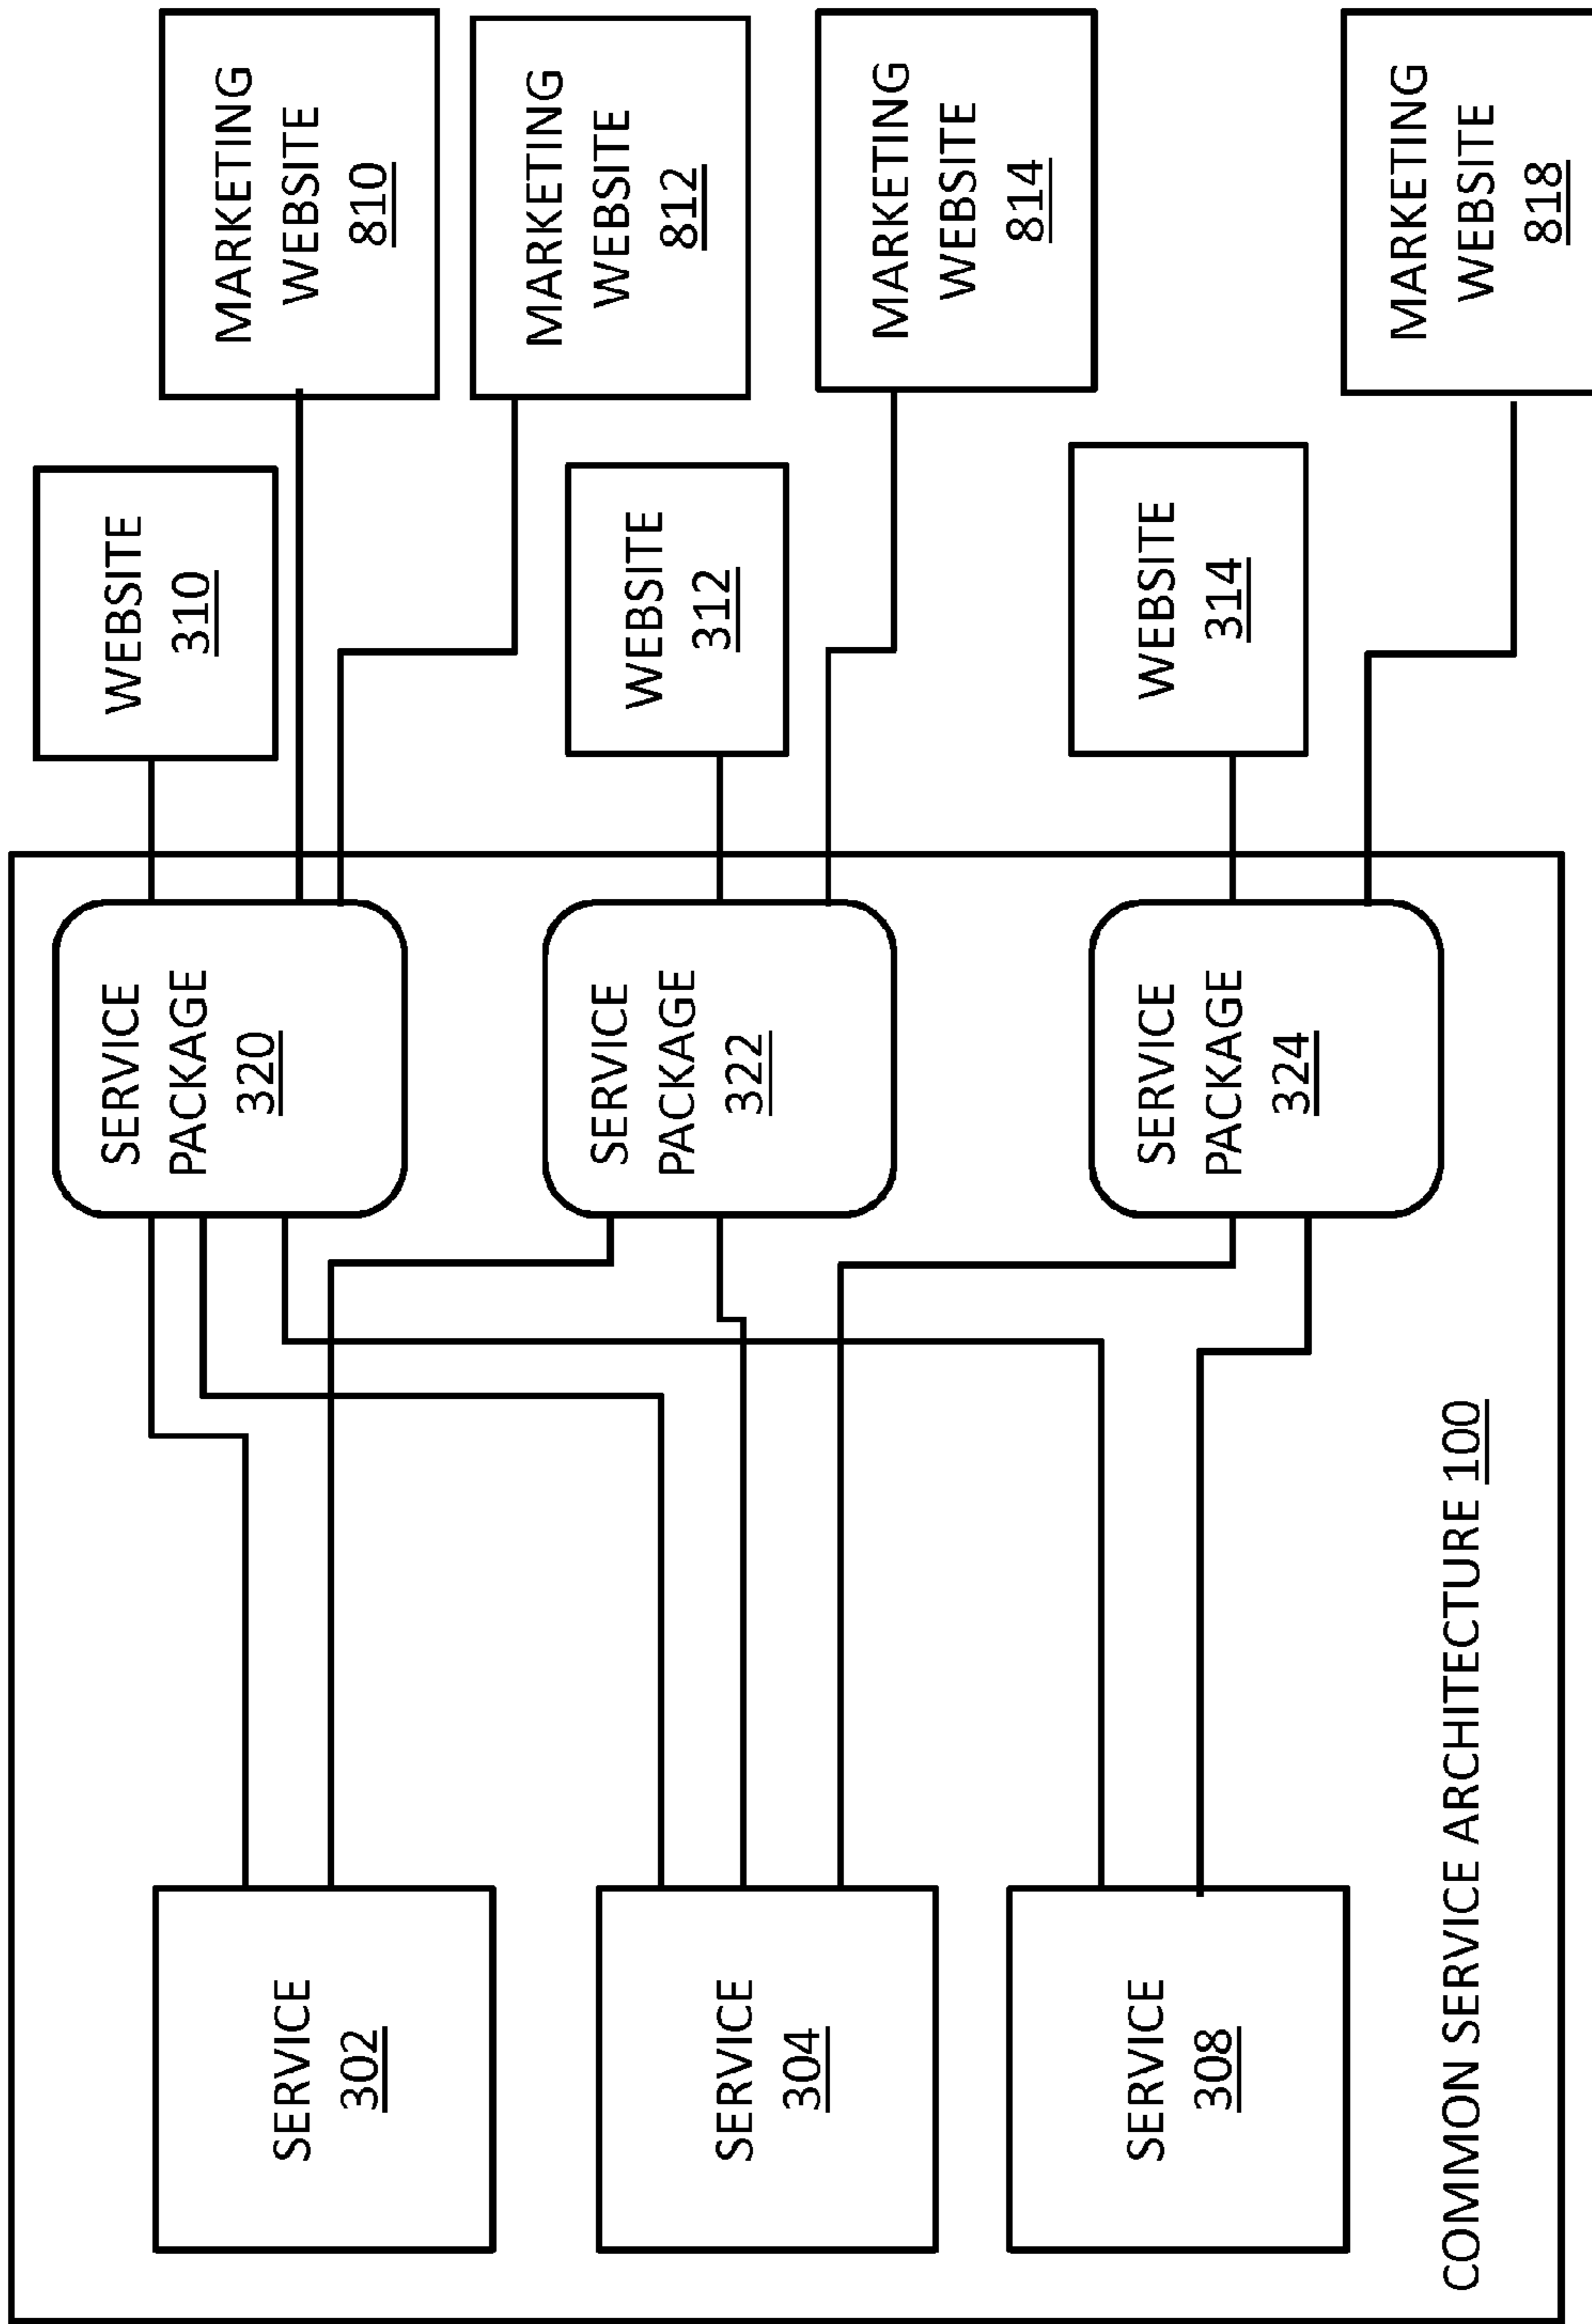 SERVICE
302
SERVICE
304
SERVICE
308
COMMON SERVICE ARCHITECTURE 100
SERVICE
PACKAGE
320
SERVICE
PACKAGE
322
SERVICE
PACKAGE
324
WEBSITE
310
WEBSITE
312
WEBSITE
314
MARKETING
WEBSITE
810
MARKETING
WEBSITE
812
MARKETING
WEBSITE
814
MARKETING
WEBSITE
818